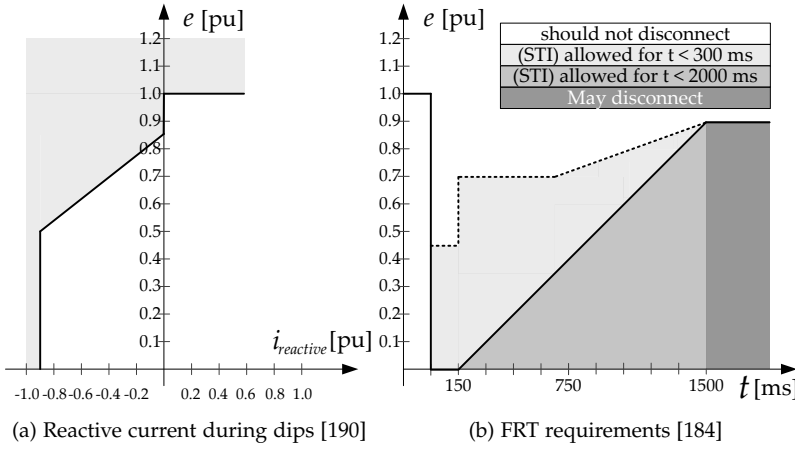 e [pu]
1.2
1.1
1.0
0.9
0.8
0.7
0.6
0.5
0.4
0.3
0.2
0.1
i reactive [pu]
-1.0 -0.8 -0.6 -0.4 -0.2 0.2 0.4 0.6 0.8 1.0
(a) Reactive current during dips [190]
e [pu]
should not disconnect
(STI) allowed for t < 300 ms
(STI) allowed for t < 2000 ms
May disconnect
1.2
1.1
1.0
0.9
0.8
0.7
0.6
0.5
0.4
0.3
0.2
0.1
150 750 1500 t [ms]
(b) FRT requirements [184]